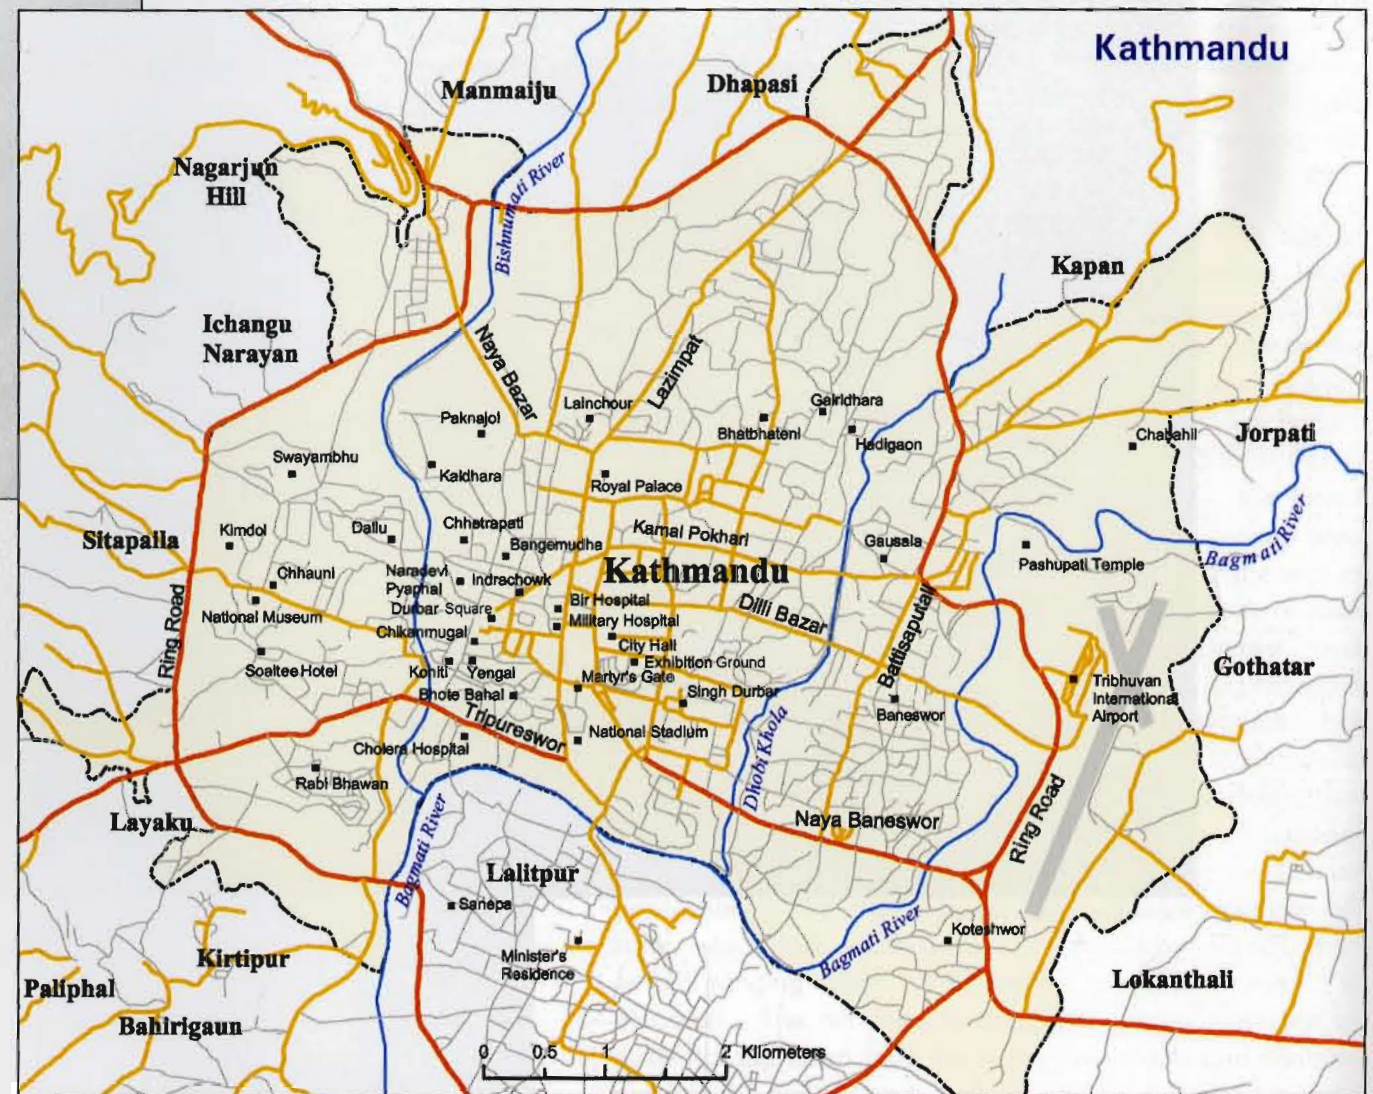 Kathmandu
Manmaiju
Dhapasi
Nagarjun
Hill
Bishnumati River
Kapan
Ichangu
Narayan
Naya Bazar
Lazimpat
Paknajol
Lainchour
Gairidhara
Bhatbhateni
Hadigaon
Chabahil
Jorpati
Swayambhu
Kaldhara
Royal Palace
Sitapaila
Kimdol
Dallu
Chhetrapati
Bangemudha
Kamal Pokhari
Gausala
Bagmati River
Pashupati Temple
Chhauni
Naradevi
Pyaphal
Indrachowk
Kathmandu
National Museum
Durbar Square
Bir Hospital
Military Hospital
Dilli Bazar
Battisaputali
Chikanmugal
City Hall
Ring Road
Soaltee Hotel
Kohiti
Yengal
Exhibition Ground
Martyr's Gate
Gothatar
Bhote Bahal
Singh Durbar
Tribhuvan
International
Airport
Baneswor
Tripureswor
Cholera Hospital
National Stadium
Dhobi Khola
Rabi Bhawan
Layaku
Bagmati River
Naya Baneswor
Ring Road
Lalitpur
Sanepa
Bagmati River
Koteshwor
Kirtipur
Minister's
Residence
Paliphal
Lokanthali
Bahirigaun
0 0.5 1 2 Kilometers